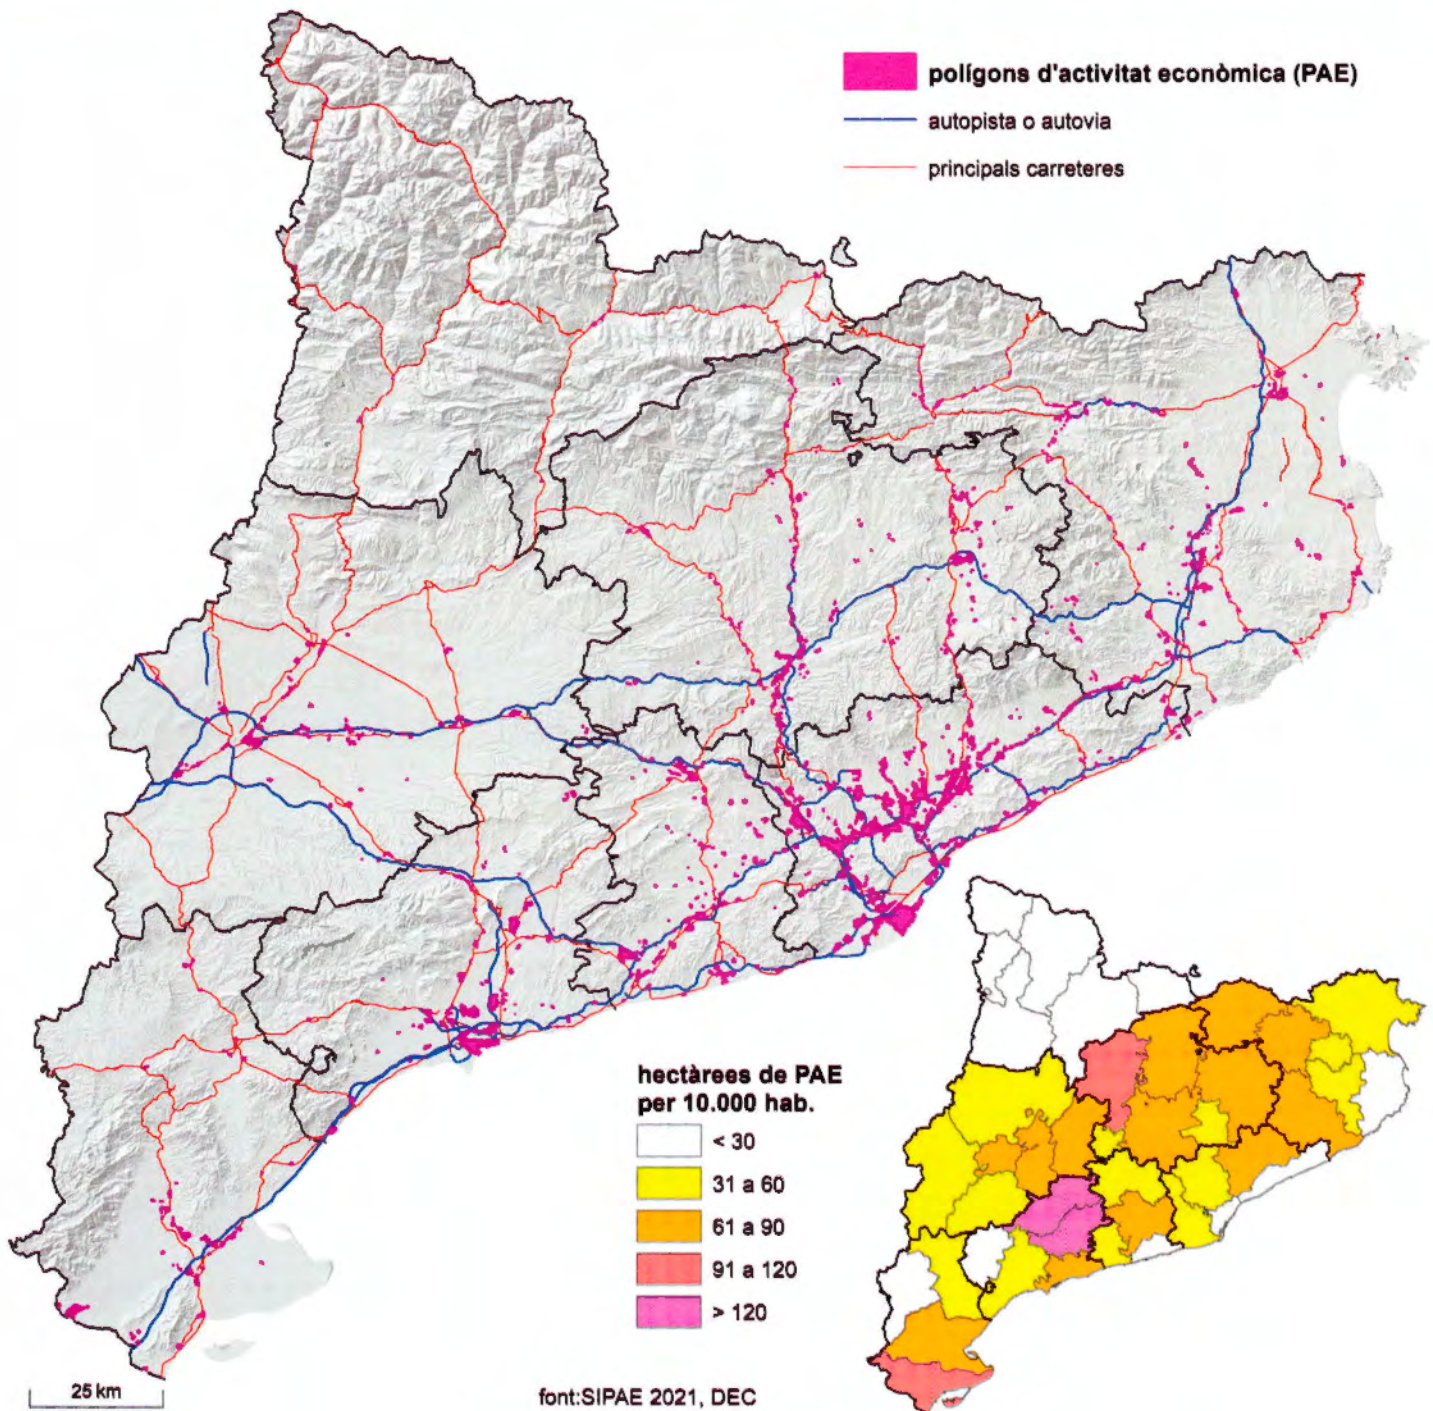 polígons d'activitat econòmica (PAE)
autopista o autovia
principals carreteres
hectàrees de PAE
per 10.000 hab.
< 30
31 a 60
61 a 90
91 a 120
> 120
25 km
font:SIPAE 2021, DEC